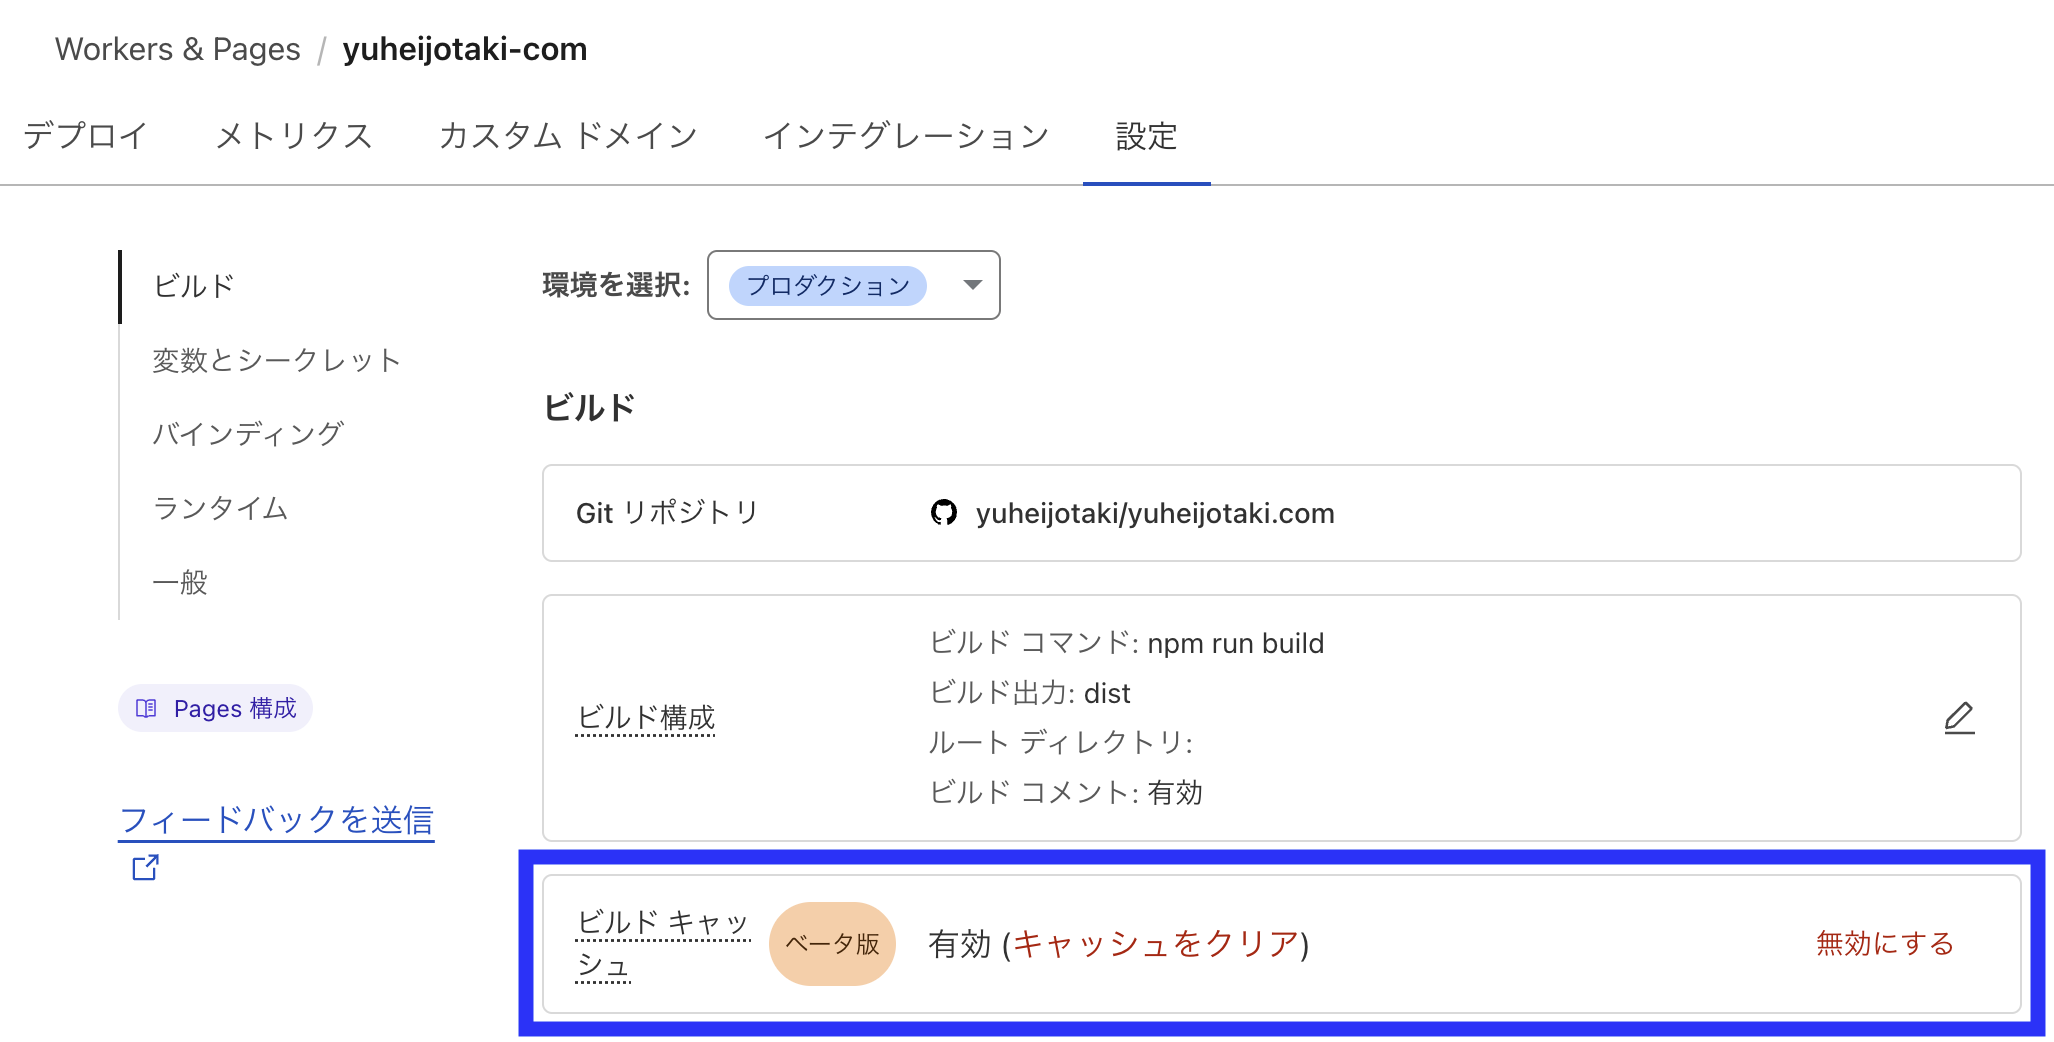 Workers & Pages / yuheijotaki-com
デプロイ メトリクス カスタム ドメイン インテグレーション 設定
ビルド
変数とシークレット
バインディング
ランタイム
一般
Pages 構成
フィードバックを送信
環境を選択: プロダクション
ビルド
Git リポジトリ yuheijotaki/yuheijotaki.com
ビルド構成
ビルド コマンド: npm run build
ビルド出力: dist
ルート ディレクトリ:
ビルド コメント: 有効
ビルド キャッ
シュ
ベータ版
有効 (キャッシュをクリア)
無効にする